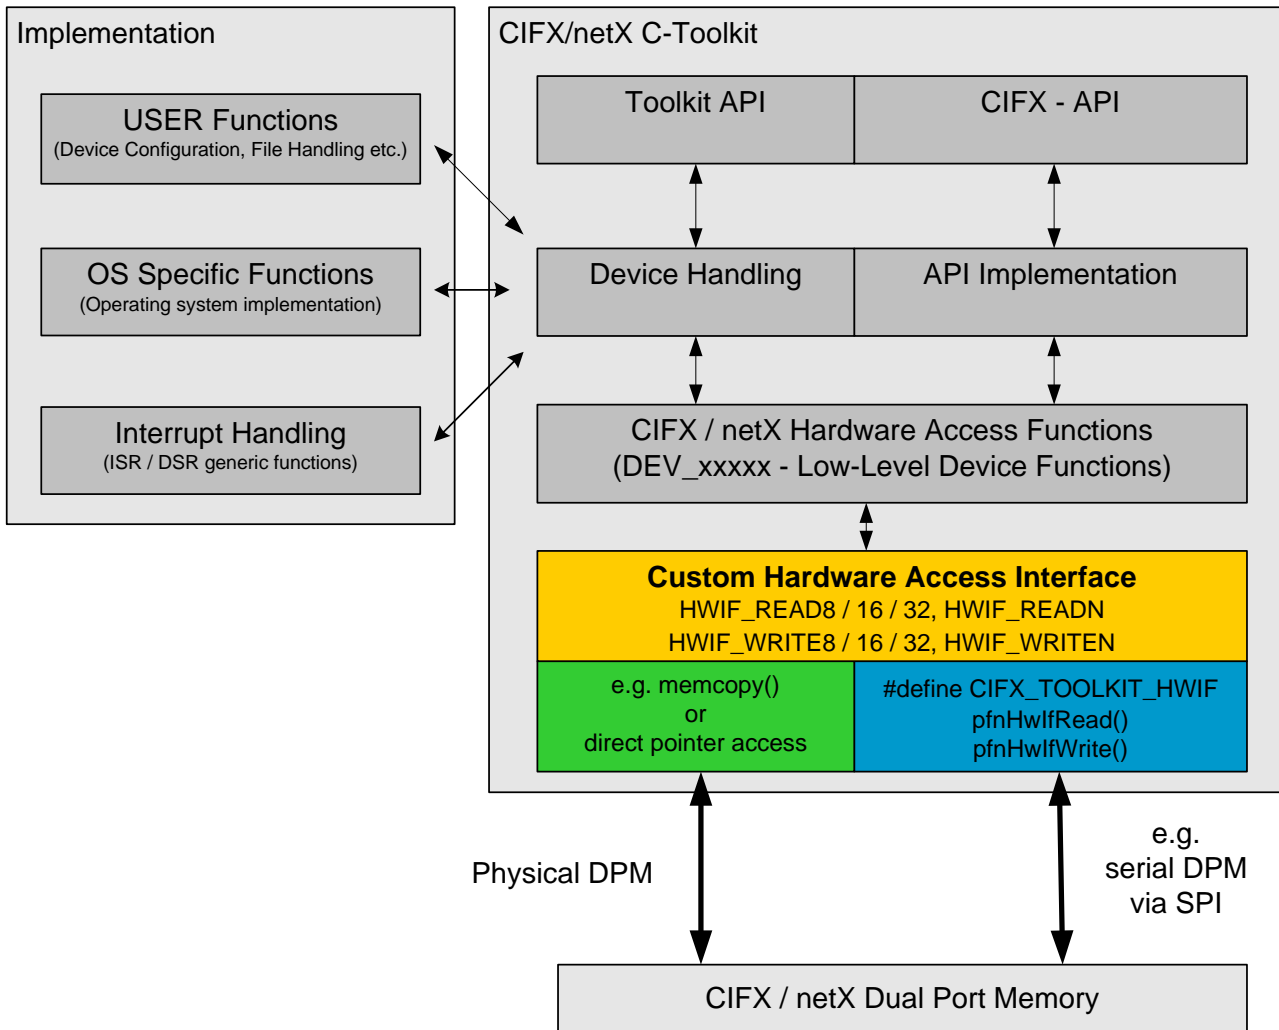 Implementation
USER Functions
(Device Configuration, File Handling etc.)
OS Specific Functions
(Operating system implementation)
Interrupt Handling
(ISR / DSR generic functions)
CIFX/netX C-Toolkit
Toolkit API
CIFX - API
Device Handling
API Implementation
CIFX / netX Hardware Access Functions
(DEV_xxxxx - Low-Level Device Functions)
Custom Hardware Access Interface
HWIF_READ8 / 16 / 32, HWIF_READN
HWIF_WRITE8 / 16 / 32, HWIF_WRITEN
e.g. memcopy()
or
direct pointer access
#define CIFX_TOOLKIT_HWIF
pfnHwIfRead()
pfnHwIfWrite()
Physical DPM
e.g.
serial DPM
via SPI
CIFX / netX Dual Port Memory